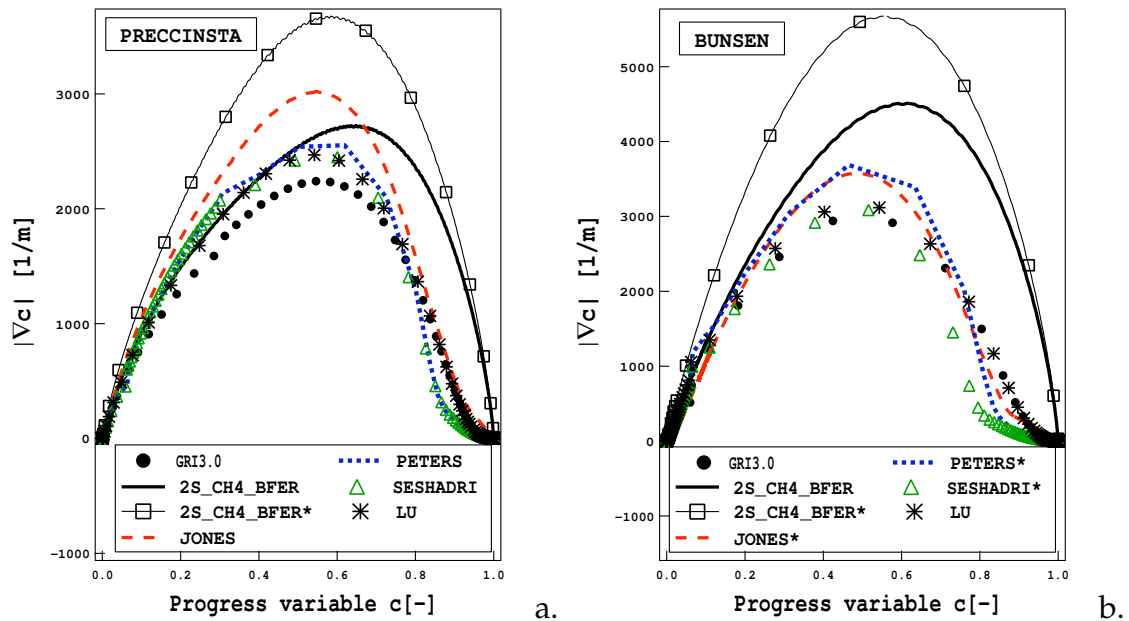 PRECCINSTA
|∇c| [1/m]
3000
2000
1000
0
-1000
GRI3.0
PETERS
2S_CH4_BFER
SESHADRI
2S_CH4_BFER*
LU
JONES
0.0 0.2 0.4 0.6 0.8 1.0
Progress variable c[-]
a.
BUNSEN
|∇c| [1/m]
5000
4000
3000
2000
1000
0
-1000
GRI3.0
PETERS*
2S_CH4_BFER
SESHADRI*
2S_CH4_BFER*
LU
JONES*
0.0 0.2 0.4 0.6 0.8 1.0
Progress variable c[-]
b.